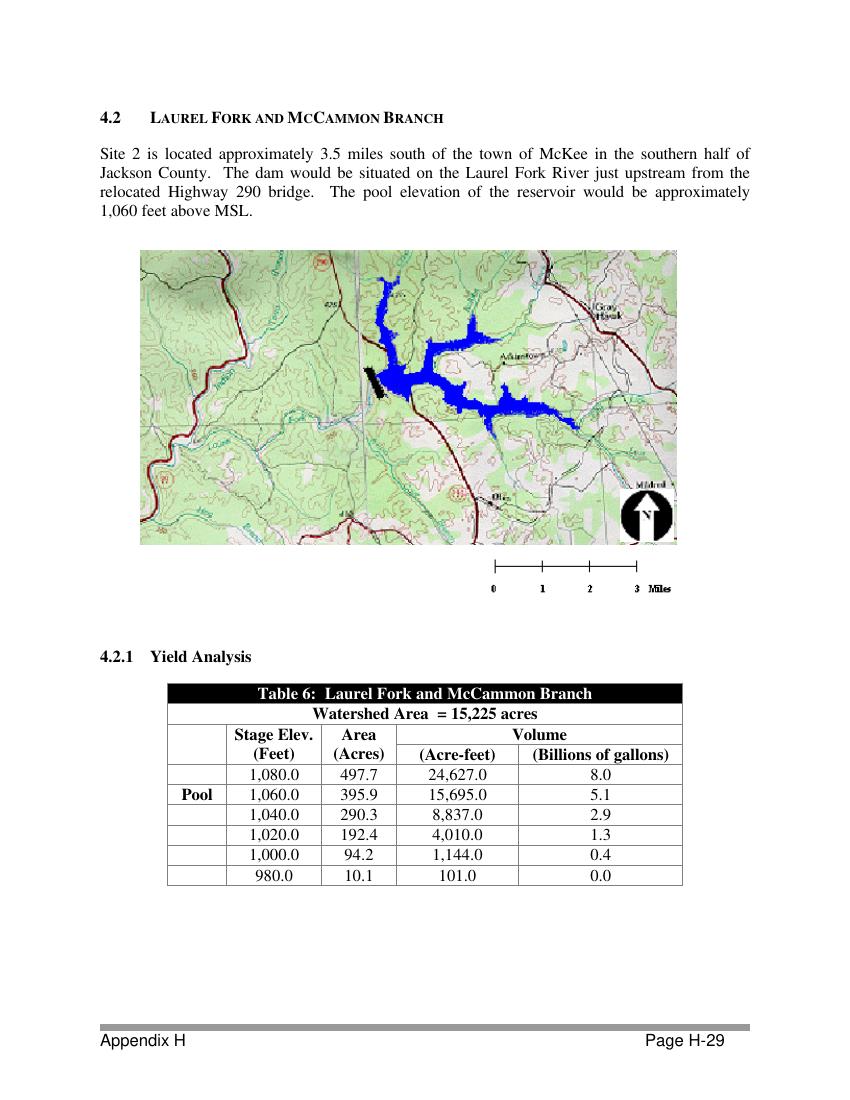 4.2 LAUREL FORK AND MCCAMMON BRANCH
Site 2 is located approximately 3.5 miles south of the town of McKee in the southern half of
Jackson County. The dam would be situated on the Laurel Fork River just upstream from the
relocated Highway 290 bridge. The pool elevation of the reservoir would be approximately
1,060 feet above MSL.
290
Gray
Hawk
Mildred
N
0 1 2 3 Miles
4.2.1 Yield Analysis
Table 6: Laurel Fork and McCammon Branch
Watershed Area = 15,225 acres
Stage Elev. Area Volume
(Feet) (Acres) (Acre-feet) (Billions of gallons)
1,080.0 497.7 24,627.0 8.0
Pool 1,060.0 395.9 15,695.0 5.1
1,040.0 290.3 8,837.0 2.9
1,020.0 192.4 4,010.0 1.3
1,000.0 94.2 1,144.0 0.4
980.0 10.1 101.0 0.0
Appendix H Page H-29